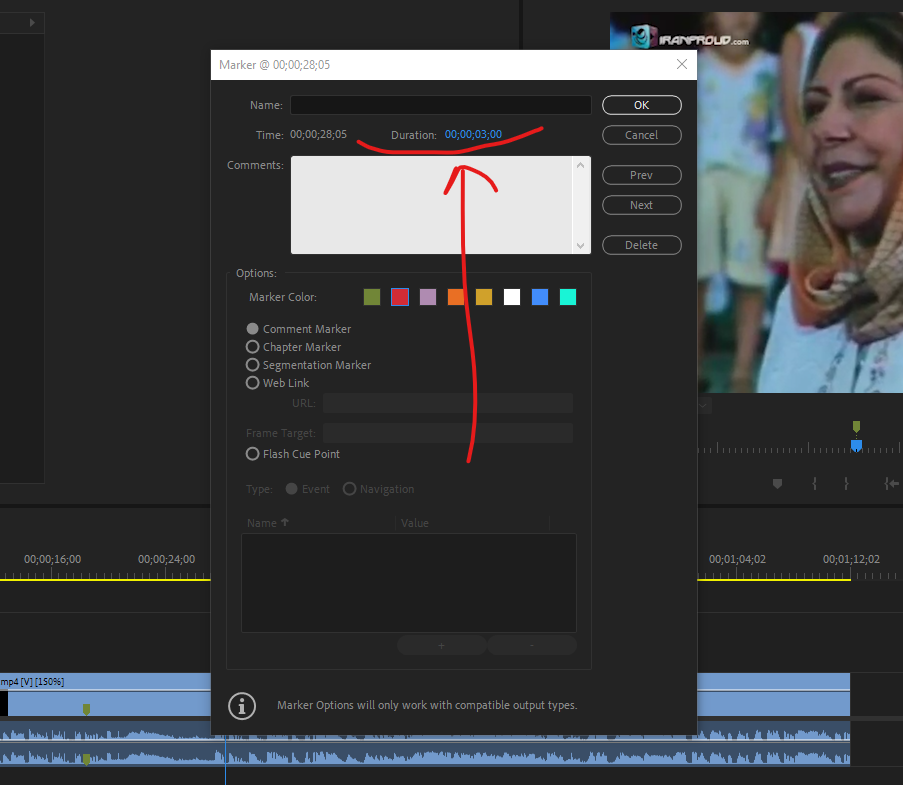 IRANPROUD.com
Marker @ 00;00;28;05
Name:
OK
Time: 00;00;28;05 Duration: 00;00;03;00
Cancel
Comments:
Prev
Next
Delete
Options:
Marker Color:
Comment Marker
Chapter Marker
Segmentation Marker
Web Link
URL:
Frame Target:
Flash Cue Point
Type: Event Navigation
Name Value
+ -
Marker Options will only work with compatible output types.
00;00;16;00 00;00;24;00 00;01;04;02 00;01;12;02
mp4 [V] [150%]